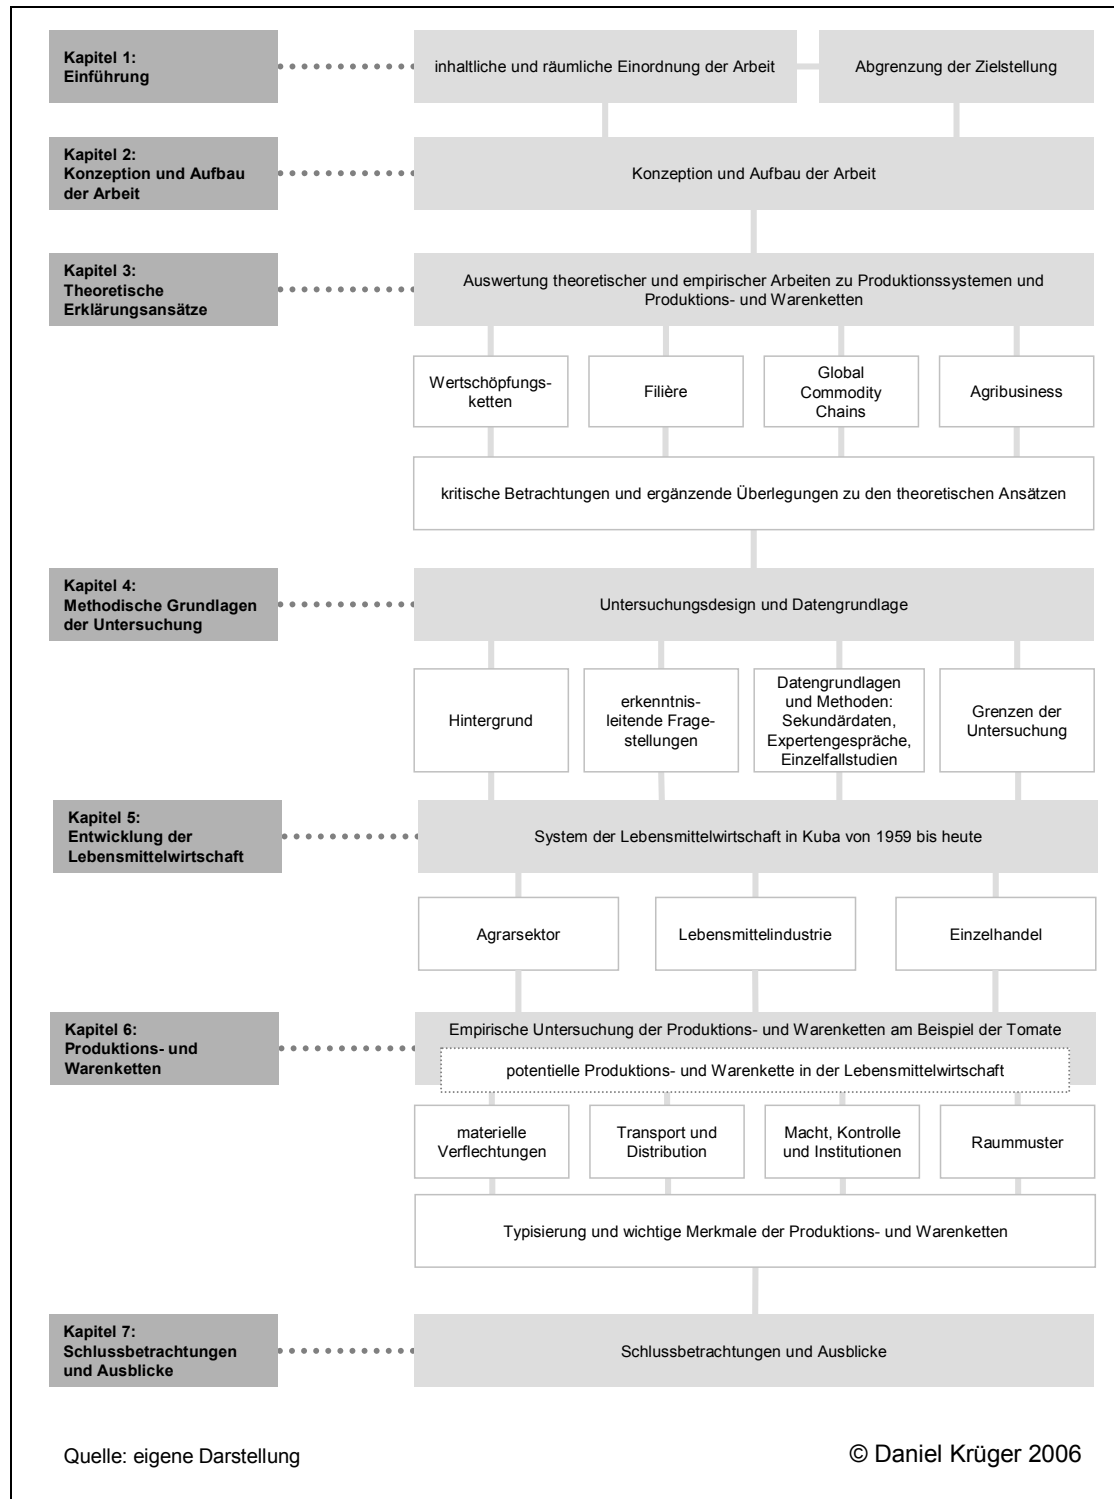 Kapitel 1:
Einführung
inhaltliche und räumliche Einordnung der Arbeit
Abgrenzung der Zielstellung
Kapitel 2:
Konzeption und Aufbau
der Arbeit
Konzeption und Aufbau der Arbeit
Kapitel 3:
Theoretische
Erklärungsansätze
Auswertung theoretischer und empirischer Arbeiten zu Produktionssystemen und
Produktions- und Warenketten
Wertschöpfungs-
ketten
Filière
Global
Commodity
Chains
Agribusiness
kritische Betrachtungen und ergänzende Überlegungen zu den theoretischen Ansätzen
Kapitel 4:
Methodische Grundlagen
der Untersuchung
Untersuchungsdesign und Datengrundlage
Hintergrund
erkenntnis-
leitende Frage-
stellungen
Datengrundlagen
und Methoden:
Sekundärdaten,
Expertengespräche,
Einzelfallstudien
Grenzen der
Untersuchung
Kapitel 5:
Entwicklung der
Lebensmittelwirtschaft
System der Lebensmittelwirtschaft in Kuba von 1959 bis heute
Agrarsektor
Lebensmittelindustrie
Einzelhandel
Kapitel 6:
Produktions- und
Warenketten
Empirische Untersuchung der Produktions- und Warenketten am Beispiel der Tomate
potentielle Produktions- und Warenkette in der Lebensmittelwirtschaft
materielle
Verflechtungen
Transport und
Distribution
Macht, Kontrolle
und Institutionen
Raummuster
Typisierung und wichtige Merkmale der Produktions- und Warenketten
Kapitel 7:
Schlussbetrachtungen
und Ausblicke
Schlussbetrachtungen und Ausblicke
Quelle: eigene Darstellung
© Daniel Krüger 2006